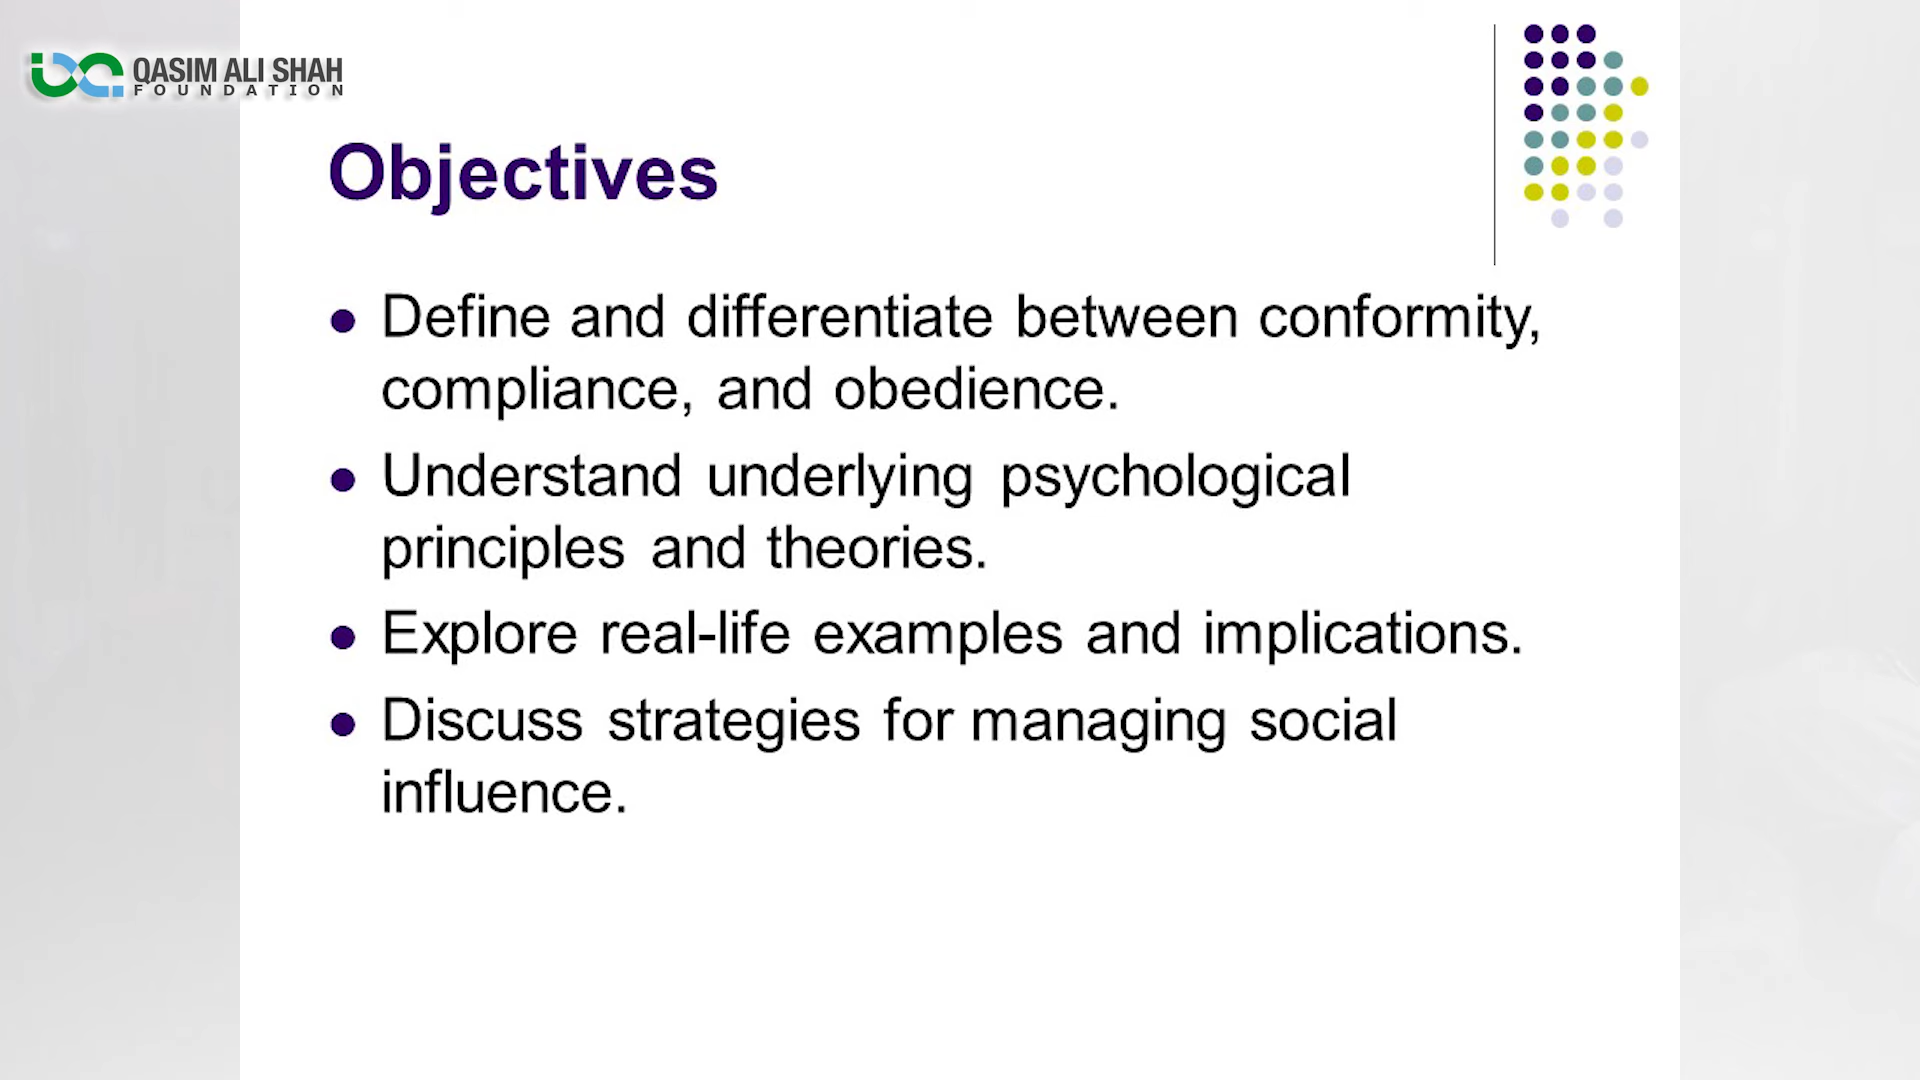 QASIM ALI SHAH
FOUNDATION
Objectives
Define and differentiate between conformity,
compliance, and obedience.
Understand underlying psychological
principles and theories.
Explore real-life examples and implications.
Discuss strategies for managing social
influence.